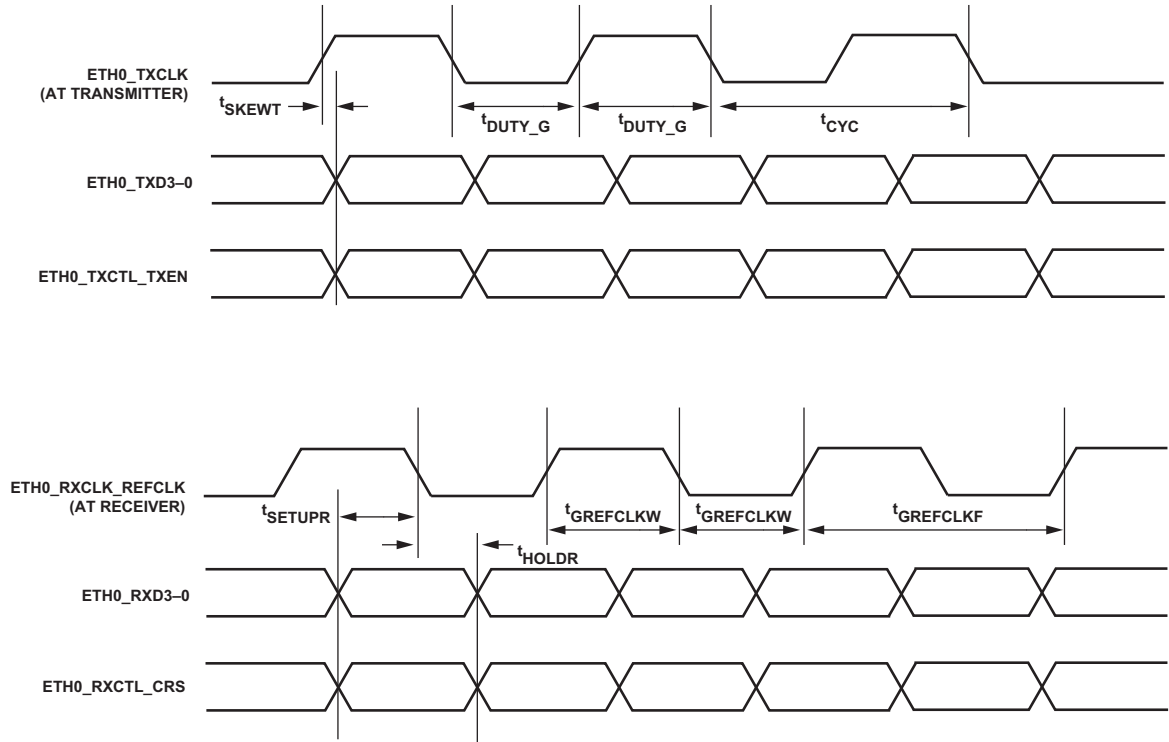 ETH0_TXCLK
(AT TRANSMITTER)
tSKEWT
tDUTY_G
tDUTY_G
tCYC
ETH0_TXD3–0
ETH0_TXCTL_TXEN
ETH0_RXCLK_REFCLK
(AT RECEIVER)
tSETUPR
tGREFCLKW
tGREFCLKW
tGREFCLKF
tHOLDR
ETH0_RXD3–0
ETH0_RXCTL_CRS